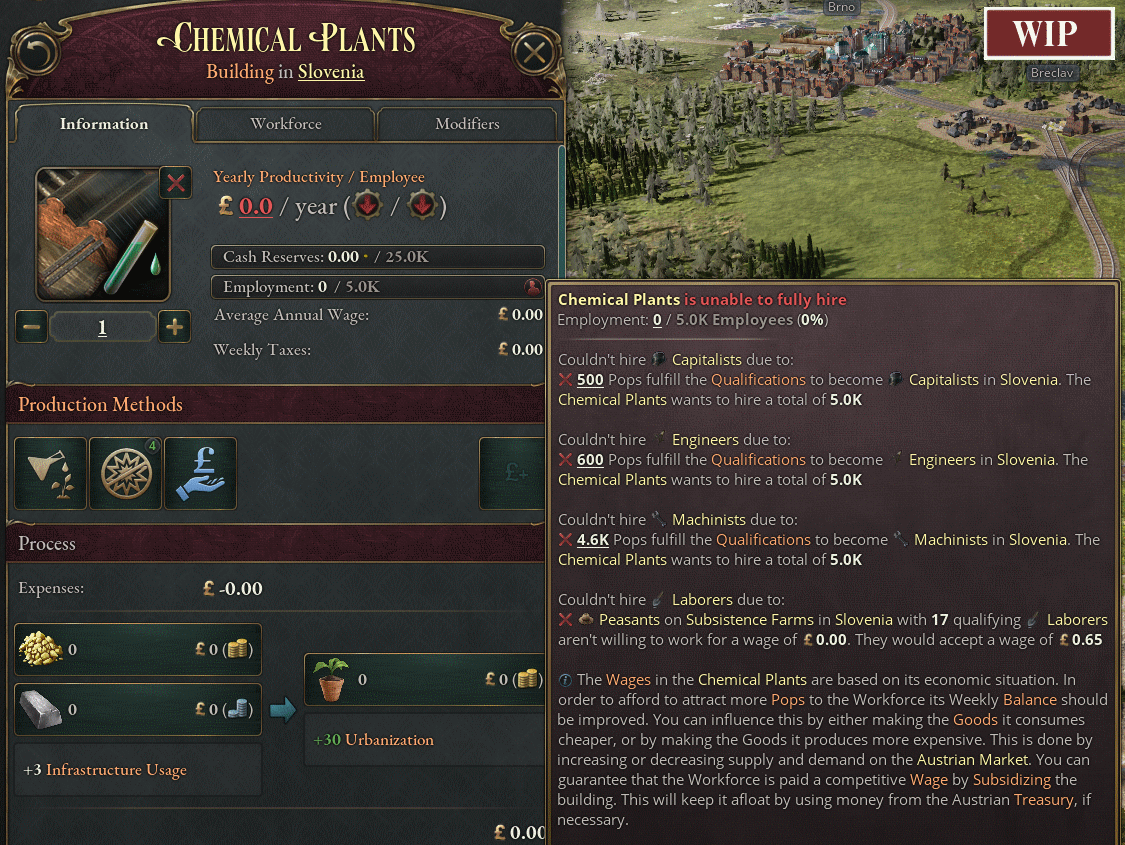 CHEMICAL PLANTS
Building in Slovenia
Information
Workforce
Modifiers
Yearly Productivity / Employee
£ 0.0 / year ( / )
Cash Reserves: 0.00 / 25.0K
Employment: 0 / 5.0K
1
Average Annual Wage: £ 0.00
Weekly Taxes: £ 0.00
Production Methods
4
£
£+
Process
Expenses: £ -0.00
0 £ 0 ( )
0 £ 0 ( )
+3 Infrastructure Usage
0 £ 0 ( )
+30 Urbanization
£ 0.00
Brno
WIP
Breclav
Chemical Plants is unable to fully hire
Employment: 0 / 5.0K Employees (0%)
Couldn't hire Capitalists due to:
500 Pops fulfill the Qualifications to become Capitalists in Slovenia. The
Chemical Plants wants to hire a total of 5.0K
Couldn't hire Engineers due to:
600 Pops fulfill the Qualifications to become Engineers in Slovenia. The
Chemical Plants wants to hire a total of 5.0K
Couldn't hire Machinists due to:
4.6K Pops fulfill the Qualifications to become Machinists in Slovenia. The
Chemical Plants wants to hire a total of 5.0K
Couldn't hire Laborers due to:
Peasants on Subsistence Farms in Slovenia with 17 qualifying Laborers
aren't willing to work for a wage of £0.00. They would accept a wage of £0.65
The Wages in the Chemical Plants are based on its economic situation. In
order to afford to attract more Pops to the Workforce its Weekly Balance should
be improved. You can influence this by either making the Goods it consumes
cheaper, or by making the Goods it produces more expensive. This is done by
increasing or decreasing supply and demand on the Austrian Market. You can
guarantee that the Workforce is paid a competitive Wage by Subsidizing the
building. This will keep it afloat by using money from the Austrian Treasury, if
necessary.